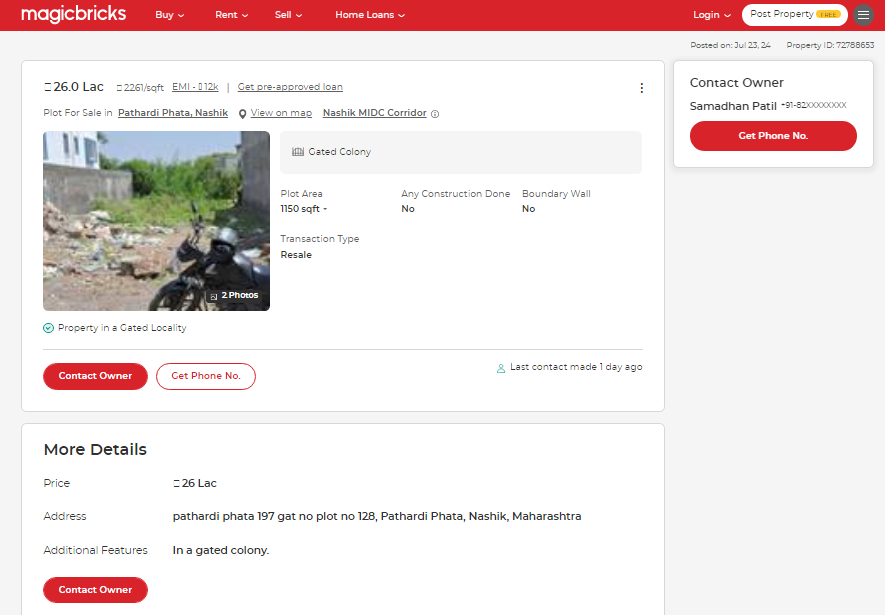 magicbricks Buy Rent Sell Home Loans Login Post Property FREE
Posted on: Jul 23, 24 Property ID: 72788653
26.0 Lac 2261/sqft EMI - 12k | Get pre-approved loan
Plot For Sale in Pathardi Phata, Nashik View on map Nashik MIDC Corridor
Gated Colony
Plot Area Any Construction Done Boundary Wall
1150 sqft No No
Transaction Type
Resale
2 Photos
Property in a Gated Locality
Contact Owner Get Phone No. Last contact made 1 day ago
Contact Owner
Samadhan Patil +91-82XXXXXXXX
Get Phone No.
More Details
Price 26 Lac
Address pathardi phata 197 gat no plot no 128, Pathardi Phata, Nashik, Maharashtra
Additional Features In a gated colony.
Contact Owner